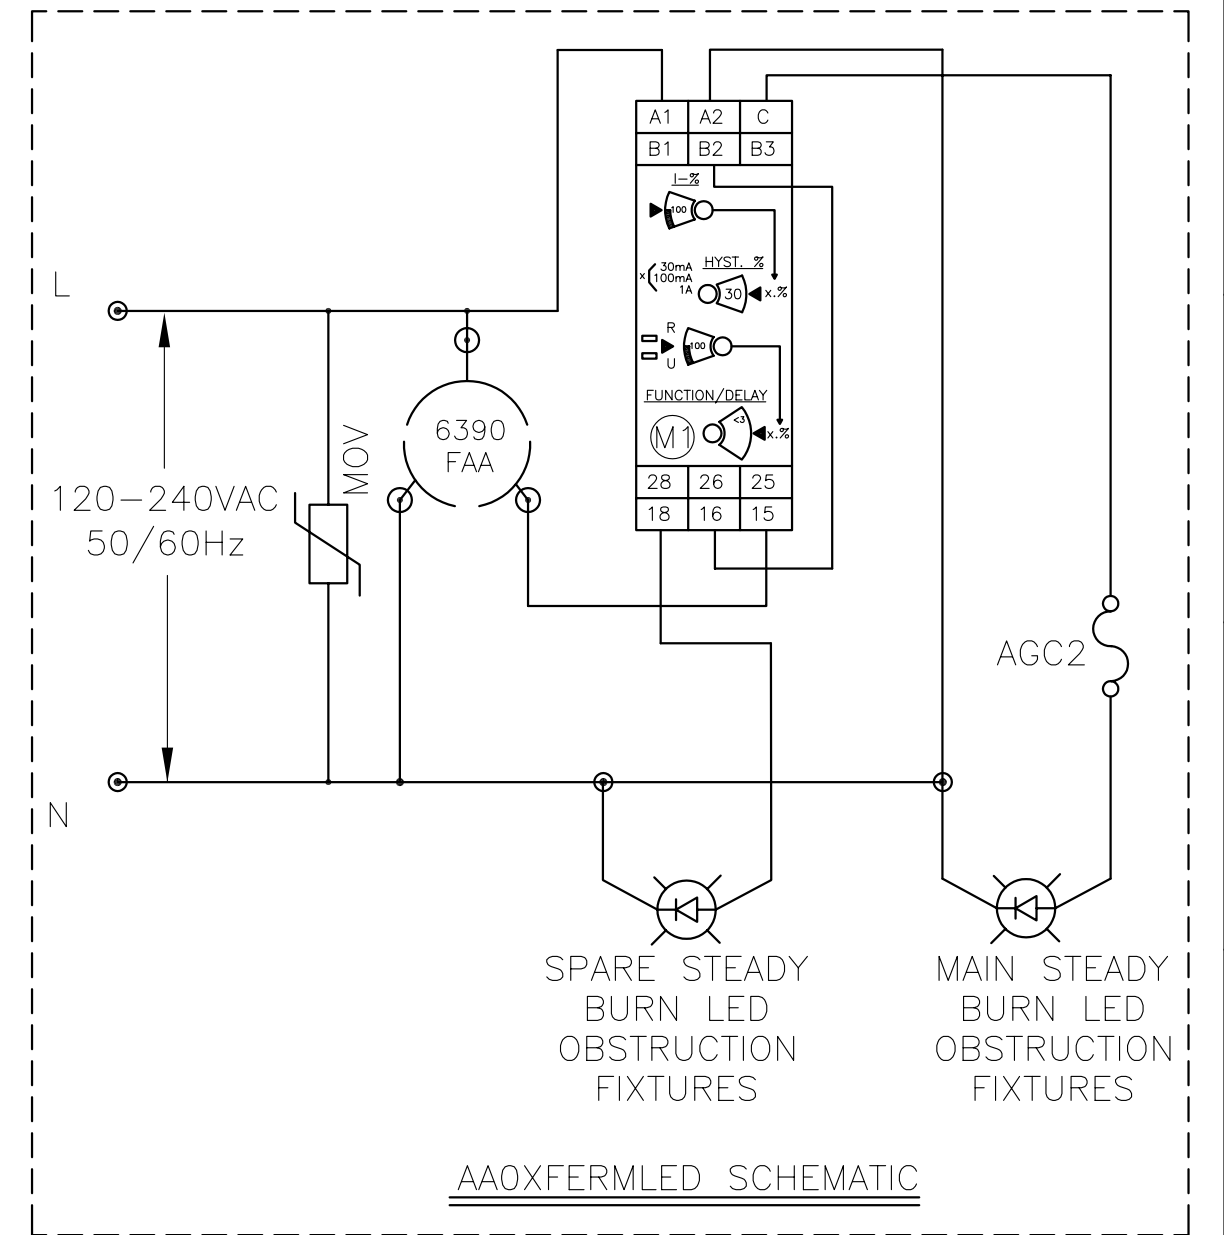 A1 A2 C
B1 B2 B3
I-%
100
30mA
100mA
1A
x
HYST. %
30
x.%
R
U
100
FUNCTION/DELAY
M1
<3
x.%
28 26 25
18 16 15
L
6390
FAA
MOV
120-240VAC
50/60Hz
AGC2
N
SPARE STEADY
BURN LED
OBSTRUCTION
FIXTURES
MAIN STEADY
BURN LED
OBSTRUCTION
FIXTURES
AA0XFERMLED SCHEMATIC